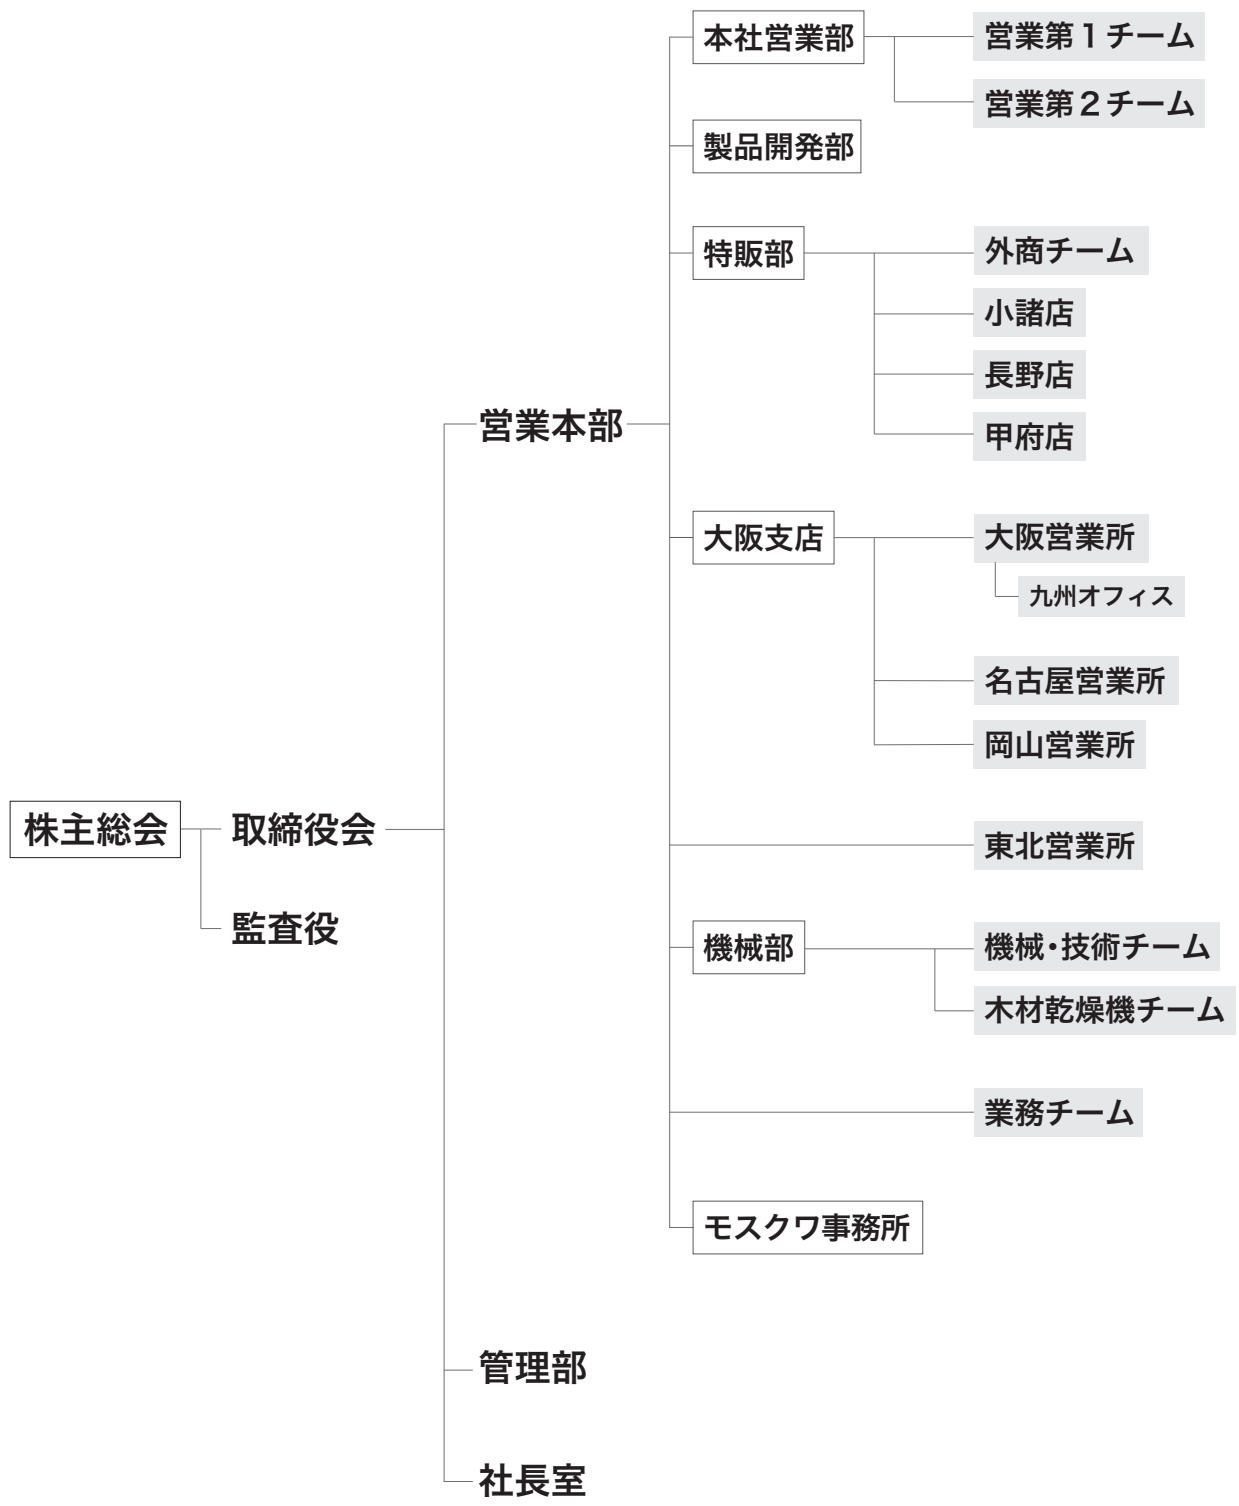 株主総会
取締役会
監査役
営業本部
本社営業部
営業第1チーム
営業第2チーム
製品開発部
特販部
外商チーム
小諸店
長野店
甲府店
大阪支店
大阪営業所
九州オフィス
名古屋営業所
岡山営業所
東北営業所
機械部
機械・技術チーム
木材乾燥機チーム
業務チーム
モスクワ事務所
管理部
社長室